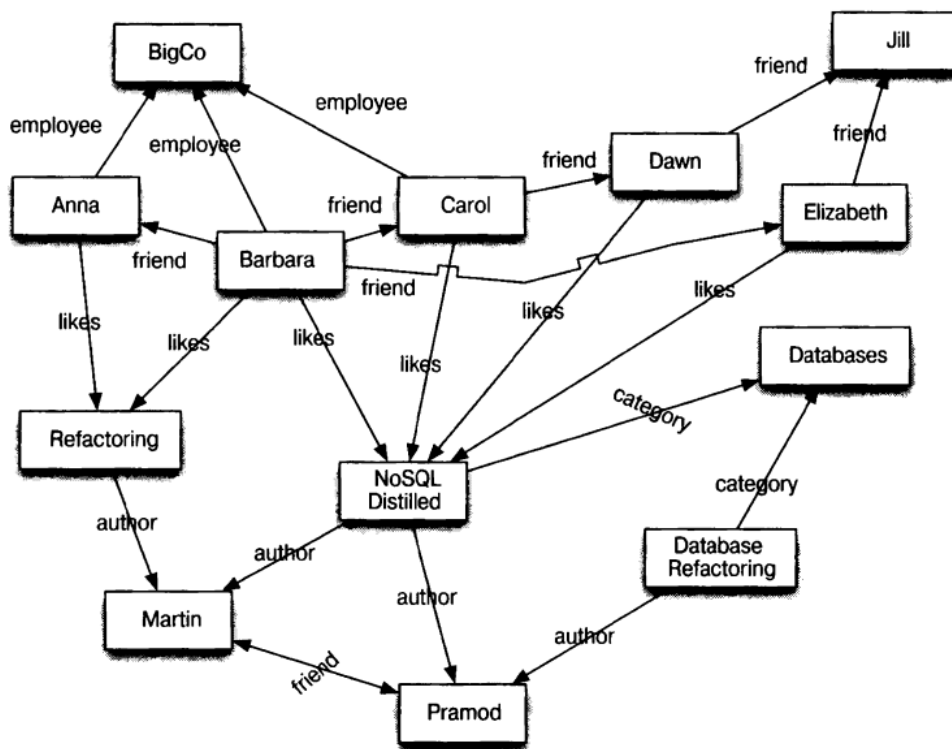 BigCo
Jill
friend
employee
employee
employee
friend
friend
Dawn
Anna
Carol
Elizabeth
friend
friend
Barbara
friend
likes
likes
likes
likes
likes
likes
Databases
category
Refactoring
NoSQL
Distilled
category
author
author
Database
Refactoring
author
Martin
author
friend
Pramod